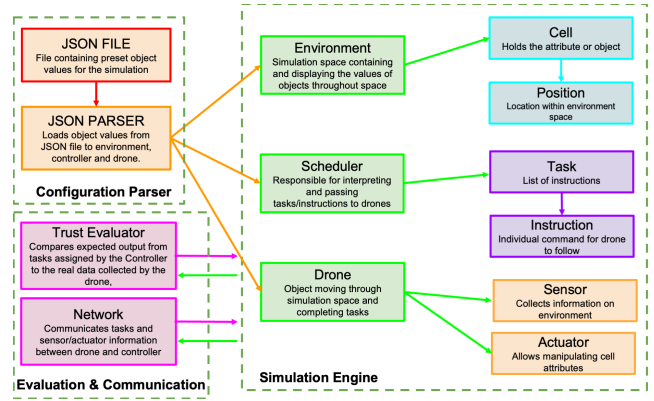 JSON FILE
File containing preset object
values for the simulation
JSON PARSER
Loads object values from
JSON file to environment,
controller and drone.
Configuration Parser
Trust Evaluator
Compares expected output from
tasks assigned by the Controller
to the real data collected by the
drone,
Network
Communicates tasks and
sensor/actuator information
between drone and controller
Evaluation & Communication
Environment
Simulation space containing
and displaying the values of
objects throughout space
Cell
Holds the attribute or object
Position
Location within environment
space
Scheduler
Responsible for interpreting
and passing
tasks/instructions to drones
Task
List of instructions
Instruction
Individual command for drone
to follow
Drone
Object moving through
simulation space and
completing tasks
Sensor
Collects information on
environment
Actuator
Allows manipulating cell
attributes
Simulation Engine